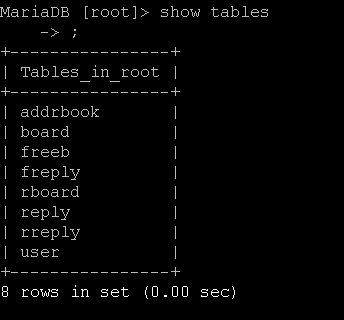 MariaDB [root]> show tables
    -> ;
+----------------+
| Tables_in_root |
+----------------+
| addrbook       |
| board          |
| freeb          |
| freply         |
| rboard         |
| reply          |
| rreply         |
| user           |
+----------------+
8 rows in set (0.00 sec)